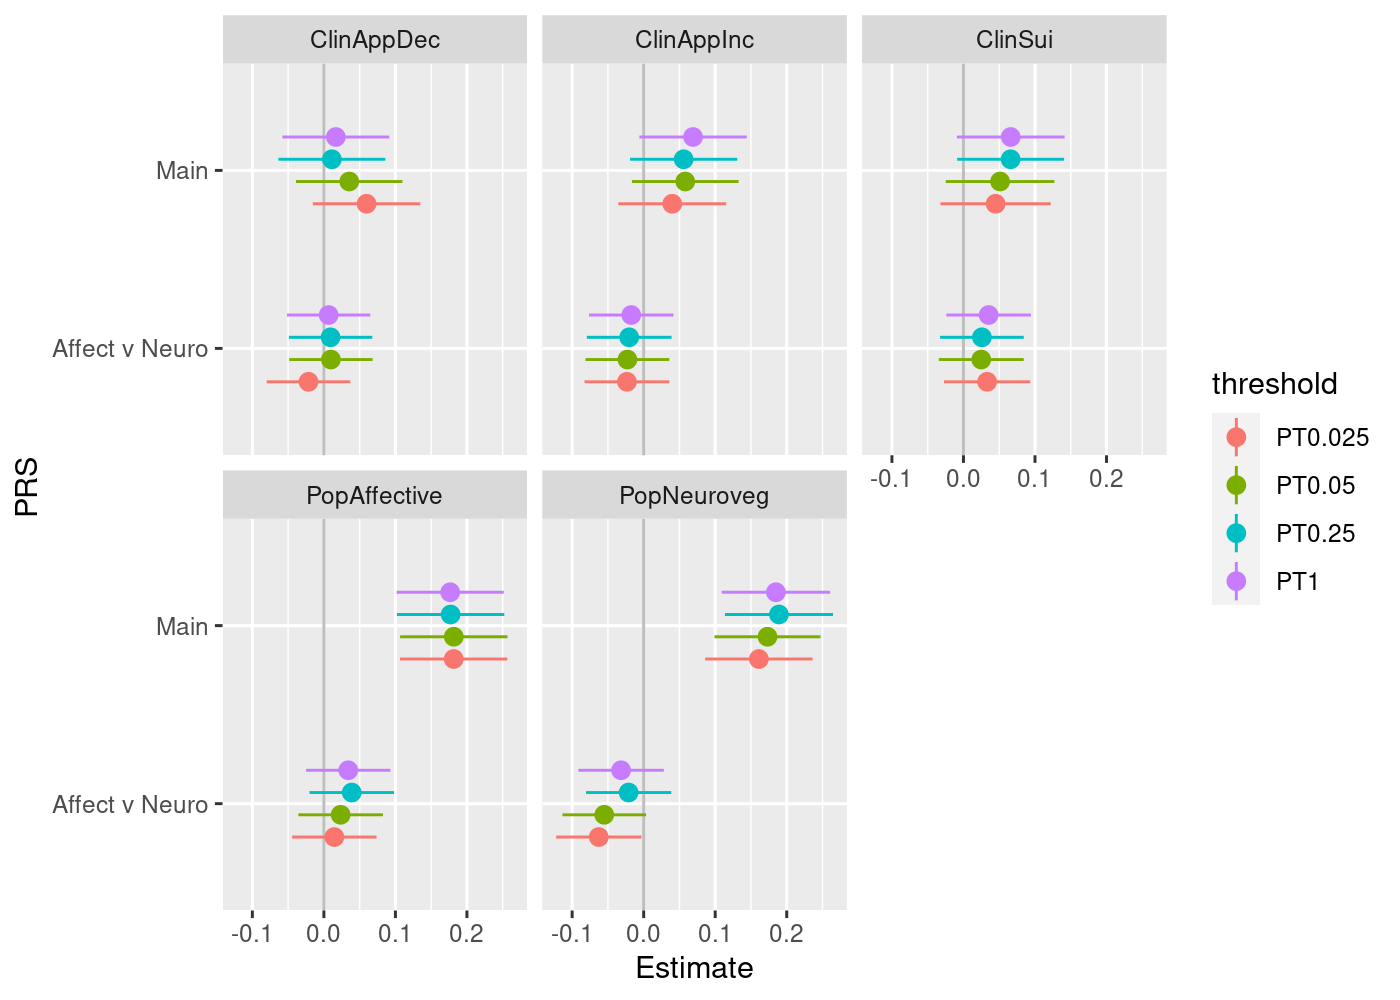 ClinAppDec
ClinAppInc
ClinSui
Main
Affect v Neuro
-0.1 0.0 0.1 0.2
PopAffective
PopNeuroveg
Main
Affect v Neuro
-0.1 0.0 0.1 0.2
-0.1 0.0 0.1 0.2
Estimate
PRS
threshold
PT0.025
PT0.05
PT0.25
PT1